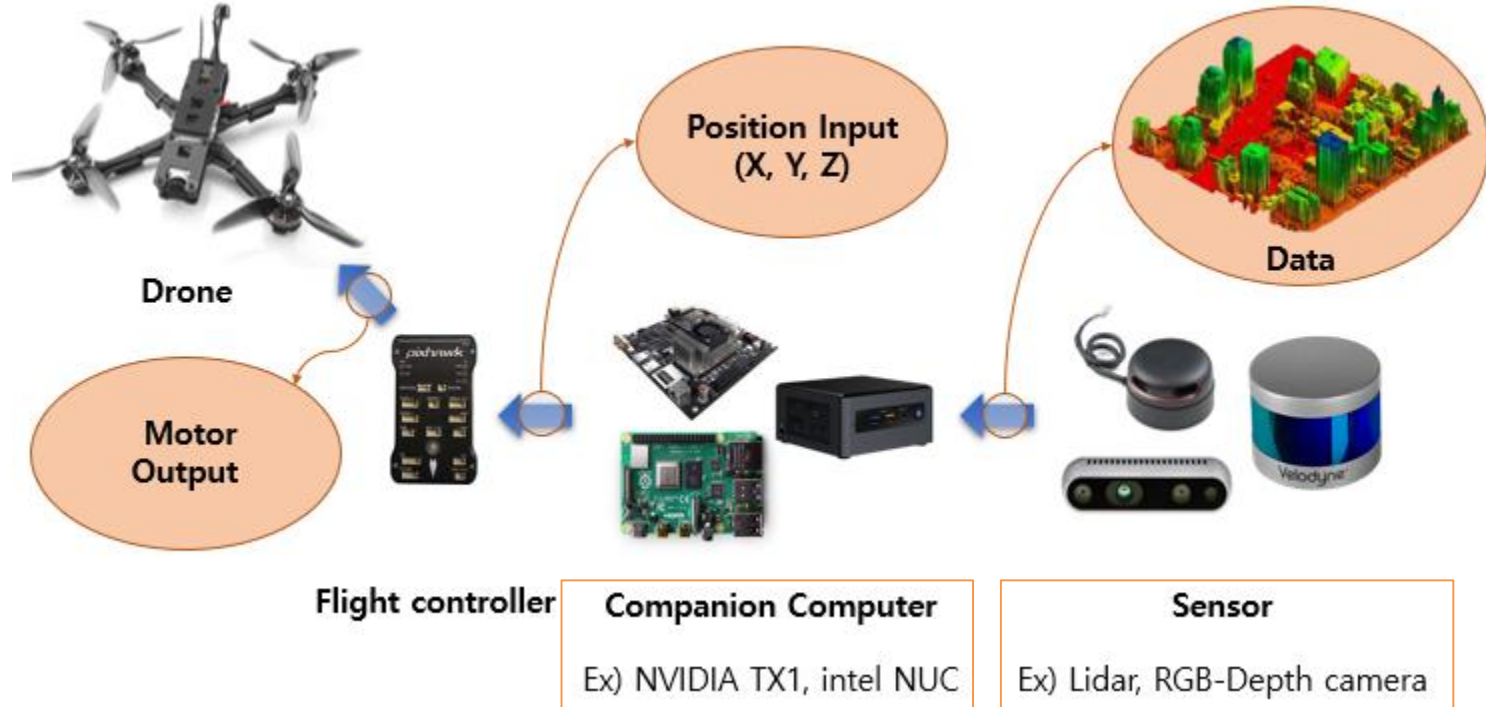 Position Input
(X, Y, Z)
Data
Drone
pixhawk
Motor
Output
Velodyne
Flight controller
Companion Computer
Ex) NVIDIA TX1, intel NUC
Sensor
Ex) Lidar, RGB-Depth camera